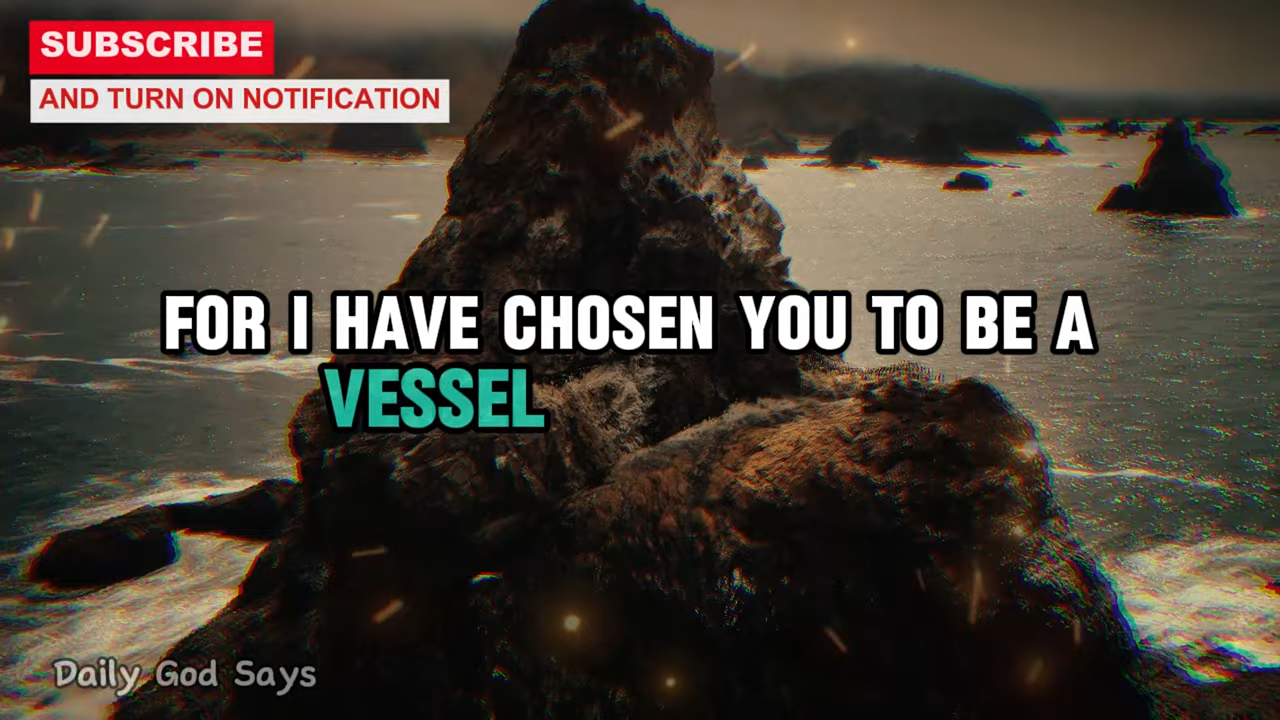 SUBSCRIBE
AND TURN ON NOTIFICATION
FOR I HAVE CHOSEN YOU TO BE A
VESSEL
Daily God Says